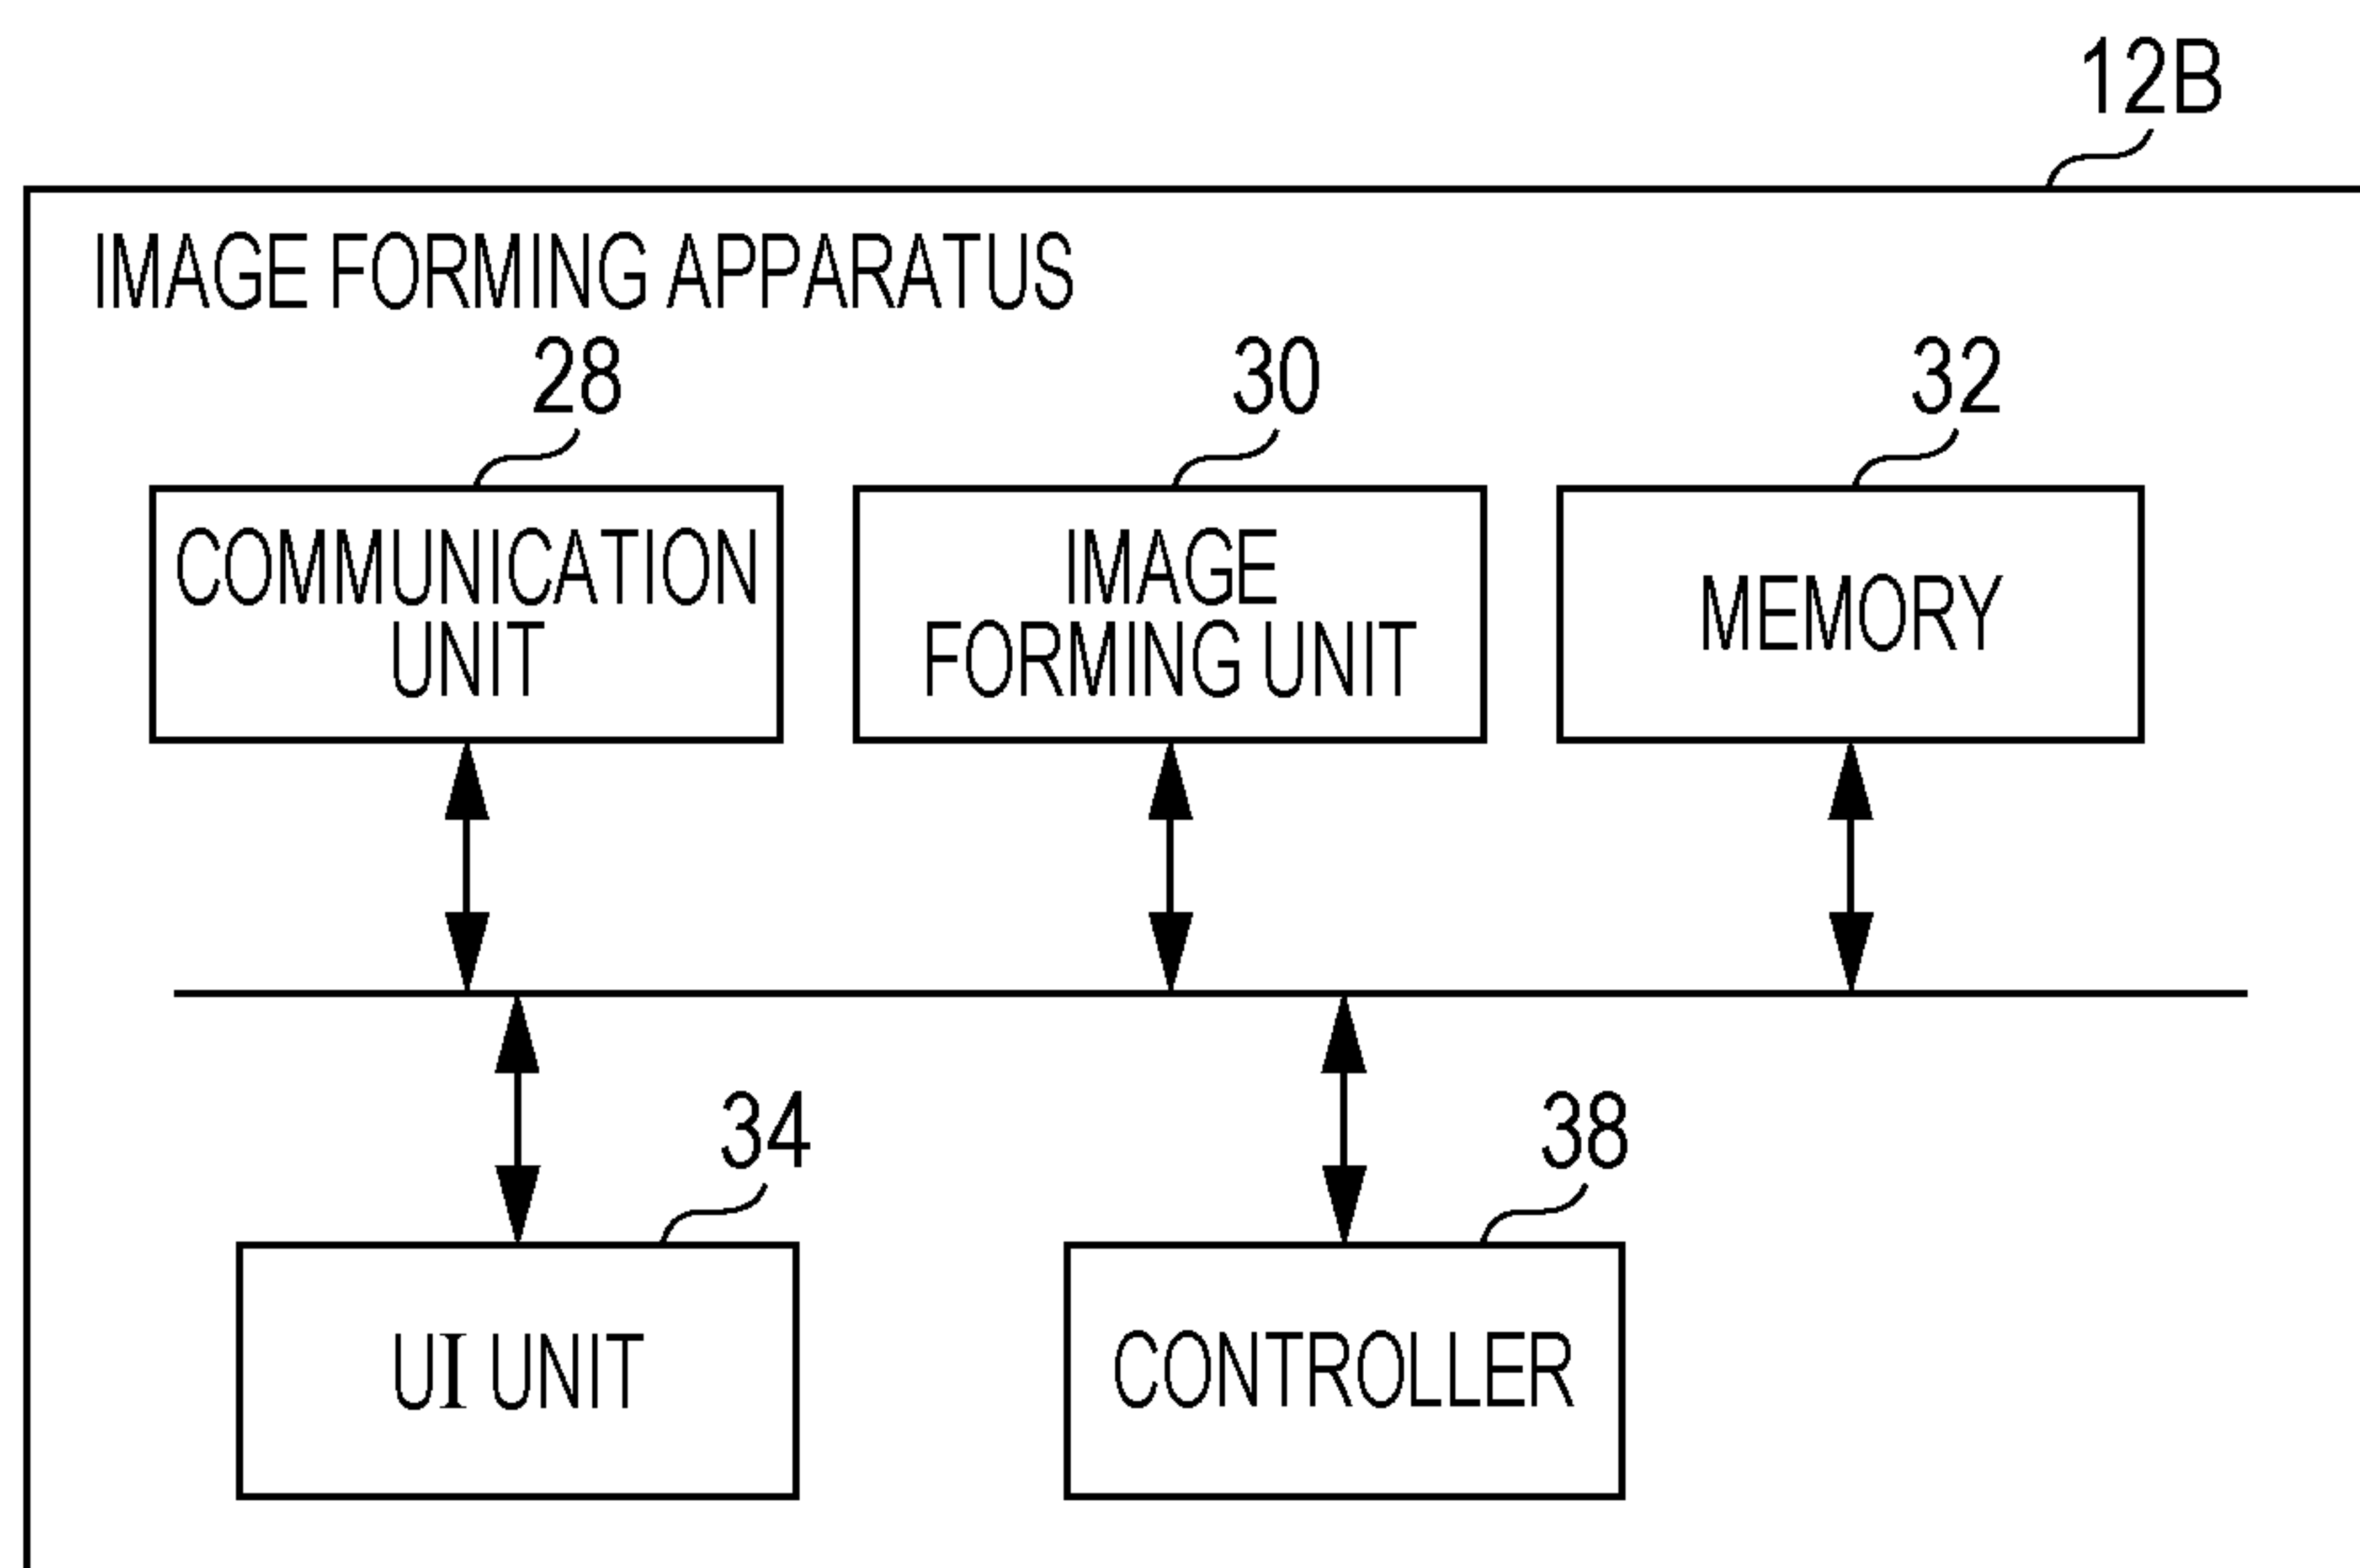 12B
IMAGE FORMING APPARATUS
28
30
32
COMMUNICATION
UNIT
IMAGE
FORMING UNIT
MEMORY
34
38
UI UNIT
CONTROLLER